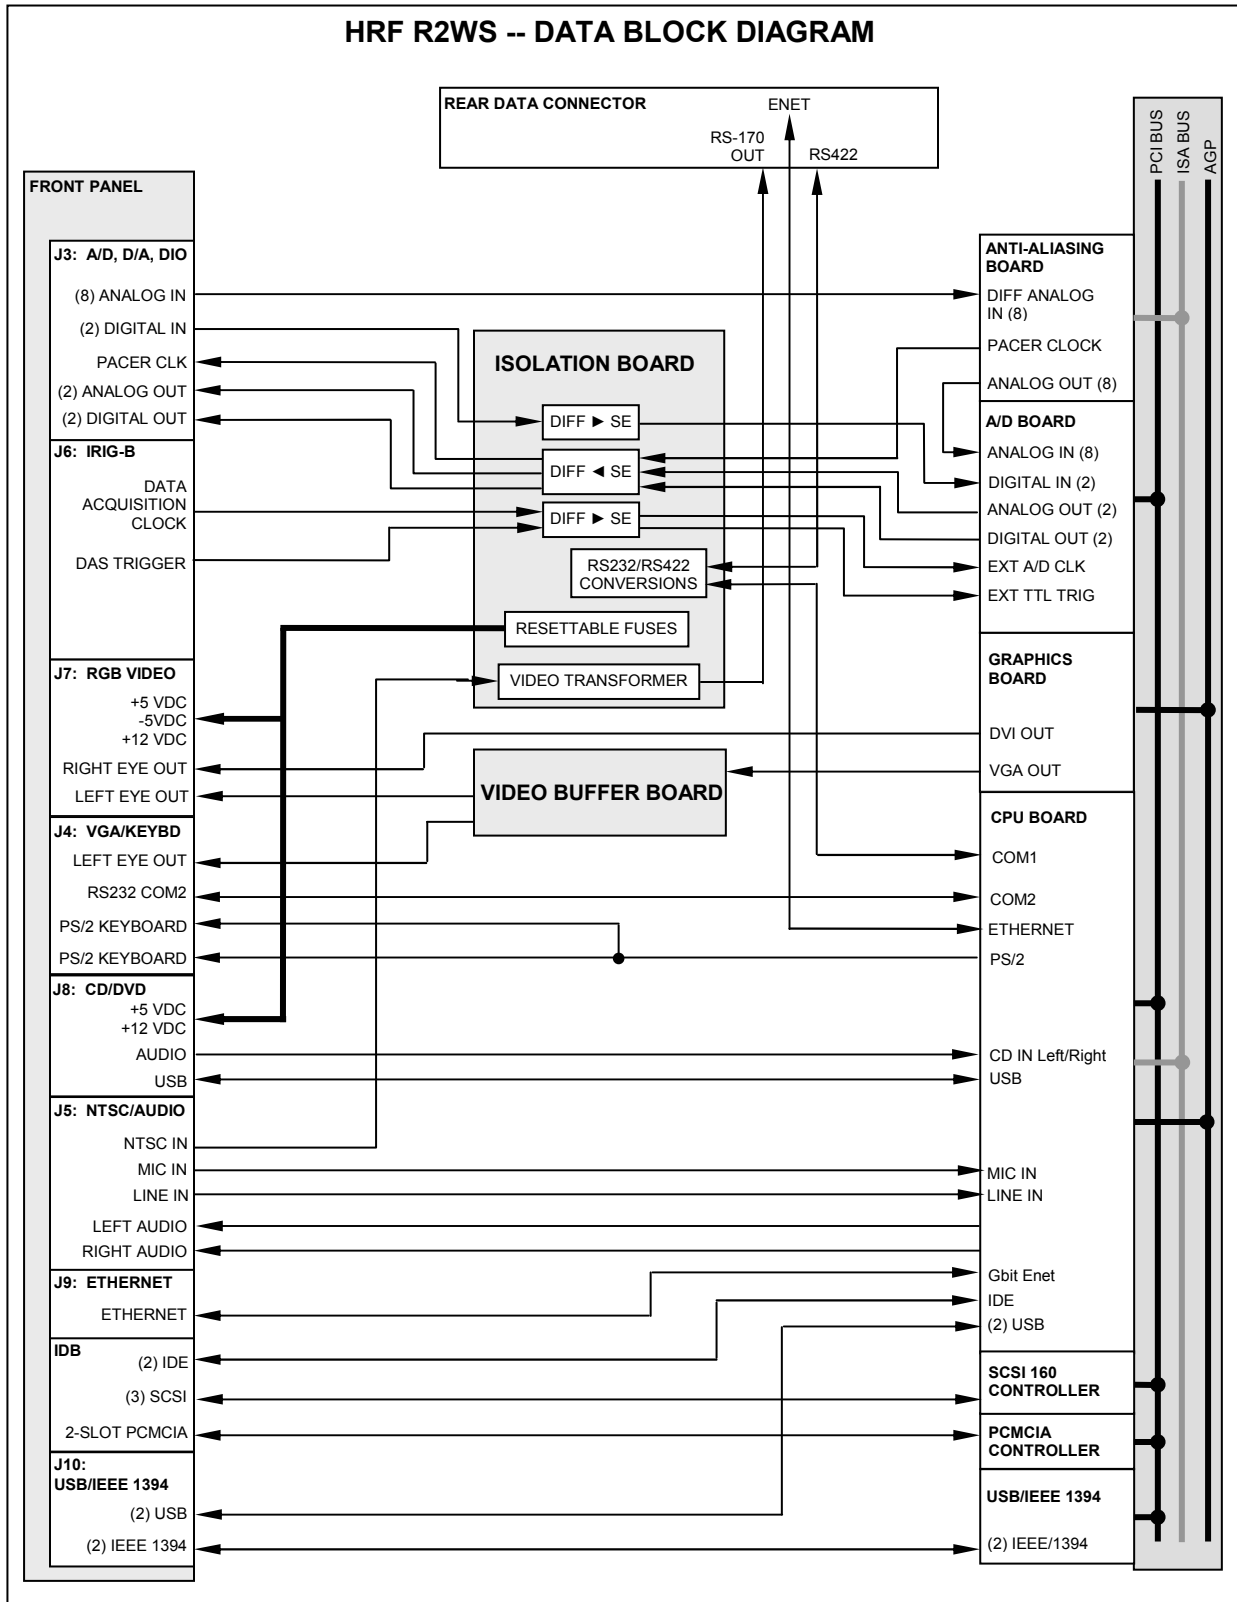 HRF R2WS -- DATA BLOCK DIAGRAM
REAR DATA CONNECTOR
ENET
RS-170
OUT
RS422
PCI BUS
ISA BUS
AGP
FRONT PANEL
J3: A/D, D/A, DIO
(8) ANALOG IN
(2) DIGITAL IN
PACER CLK
(2) ANALOG OUT
(2) DIGITAL OUT
J6: IRIG-B
DATA
ACQUISITION
CLOCK
DAS TRIGGER
J7: RGB VIDEO
+5 VDC
-5VDC
+12 VDC
RIGHT EYE OUT
LEFT EYE OUT
J4: VGA/KEYBD
LEFT EYE OUT
RS232 COM2
PS/2 KEYBOARD
PS/2 KEYBOARD
J8: CD/DVD
+5 VDC
+12 VDC
AUDIO
USB
J5: NTSC/AUDIO
NTSC IN
MIC IN
LINE IN
LEFT AUDIO
RIGHT AUDIO
J9: ETHERNET
ETHERNET
IDB
(2) IDE
(3) SCSI
2-SLOT PCMCIA
J10:
USB/IEEE 1394
(2) USB
(2) IEEE 1394
ISOLATION BOARD
DIFF ► SE
DIFF ◄ SE
DIFF ► SE
RS232/RS422
CONVERSIONS
RESETTABLE FUSES
VIDEO TRANSFORMER
VIDEO BUFFER BOARD
ANTI-ALIASING
BOARD
DIFF ANALOG
IN (8)
PACER CLOCK
ANALOG OUT (8)
A/D BOARD
ANALOG IN (8)
DIGITAL IN (2)
ANALOG OUT (2)
DIGITAL OUT (2)
EXT A/D CLK
EXT TTL TRIG
GRAPHICS
BOARD
DVI OUT
VGA OUT
CPU BOARD
COM1
COM2
ETHERNET
PS/2
CD IN Left/Right
USB
MIC IN
LINE IN
Gbit Enet
IDE
(2) USB
SCSI 160
CONTROLLER
PCMCIA
CONTROLLER
USB/IEEE 1394
(2) IEEE/1394